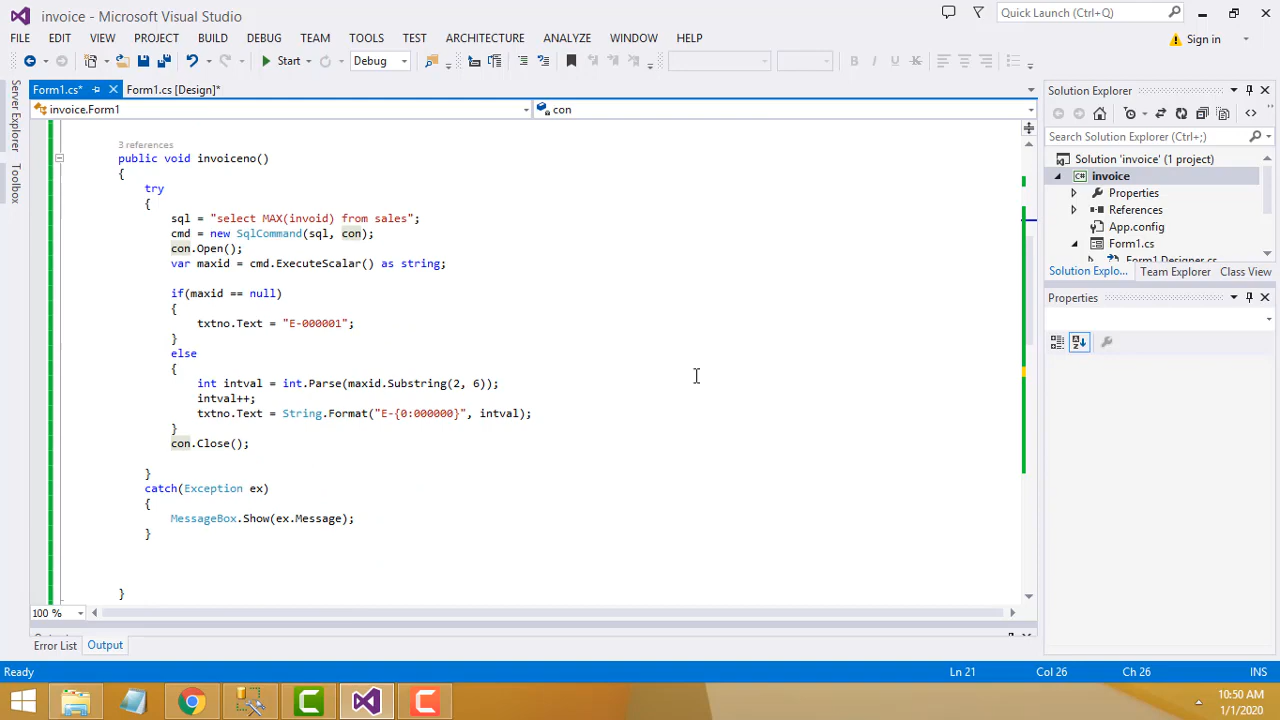 invoice - Microsoft Visual Studio
Quick Launch (Ctrl+Q)
FILE EDIT VIEW PROJECT BUILD DEBUG TEAM TOOLS TEST ARCHITECTURE ANALYZE WINDOW HELP
Sign in
Start
Debug
Server Explorer
Toolbox
Form1.cs*
Form1.cs [Design]*
invoice.Form1
con
3 references
public void invoiceno()
{
try
{
sql = "select MAX(invoid) from sales";
cmd = new SqlCommand(sql, con);
con.Open();
var maxid = cmd.ExecuteScalar() as string;
if(maxid == null)
{
txtno.Text = "E-000001";
}
else
{
int intval = int.Parse(maxid.Substring(2, 6));
intval++;
txtno.Text = String.Format("E-{0:000000}", intval);
}
con.Close();
}
catch(Exception ex)
{
MessageBox.Show(ex.Message);
}
}
100 %
Error List
Output
Solution Explorer
Search Solution Explorer (Ctrl+;)
Solution 'invoice' (1 project)
C# invoice
Properties
References
App.config
Form1.cs
Form1.Designer.cs
Solution Explo... Team Explorer Class View
Properties
Ready
Ln 21
Col 26
Ch 26
INS
10:50 AM
1/1/2020